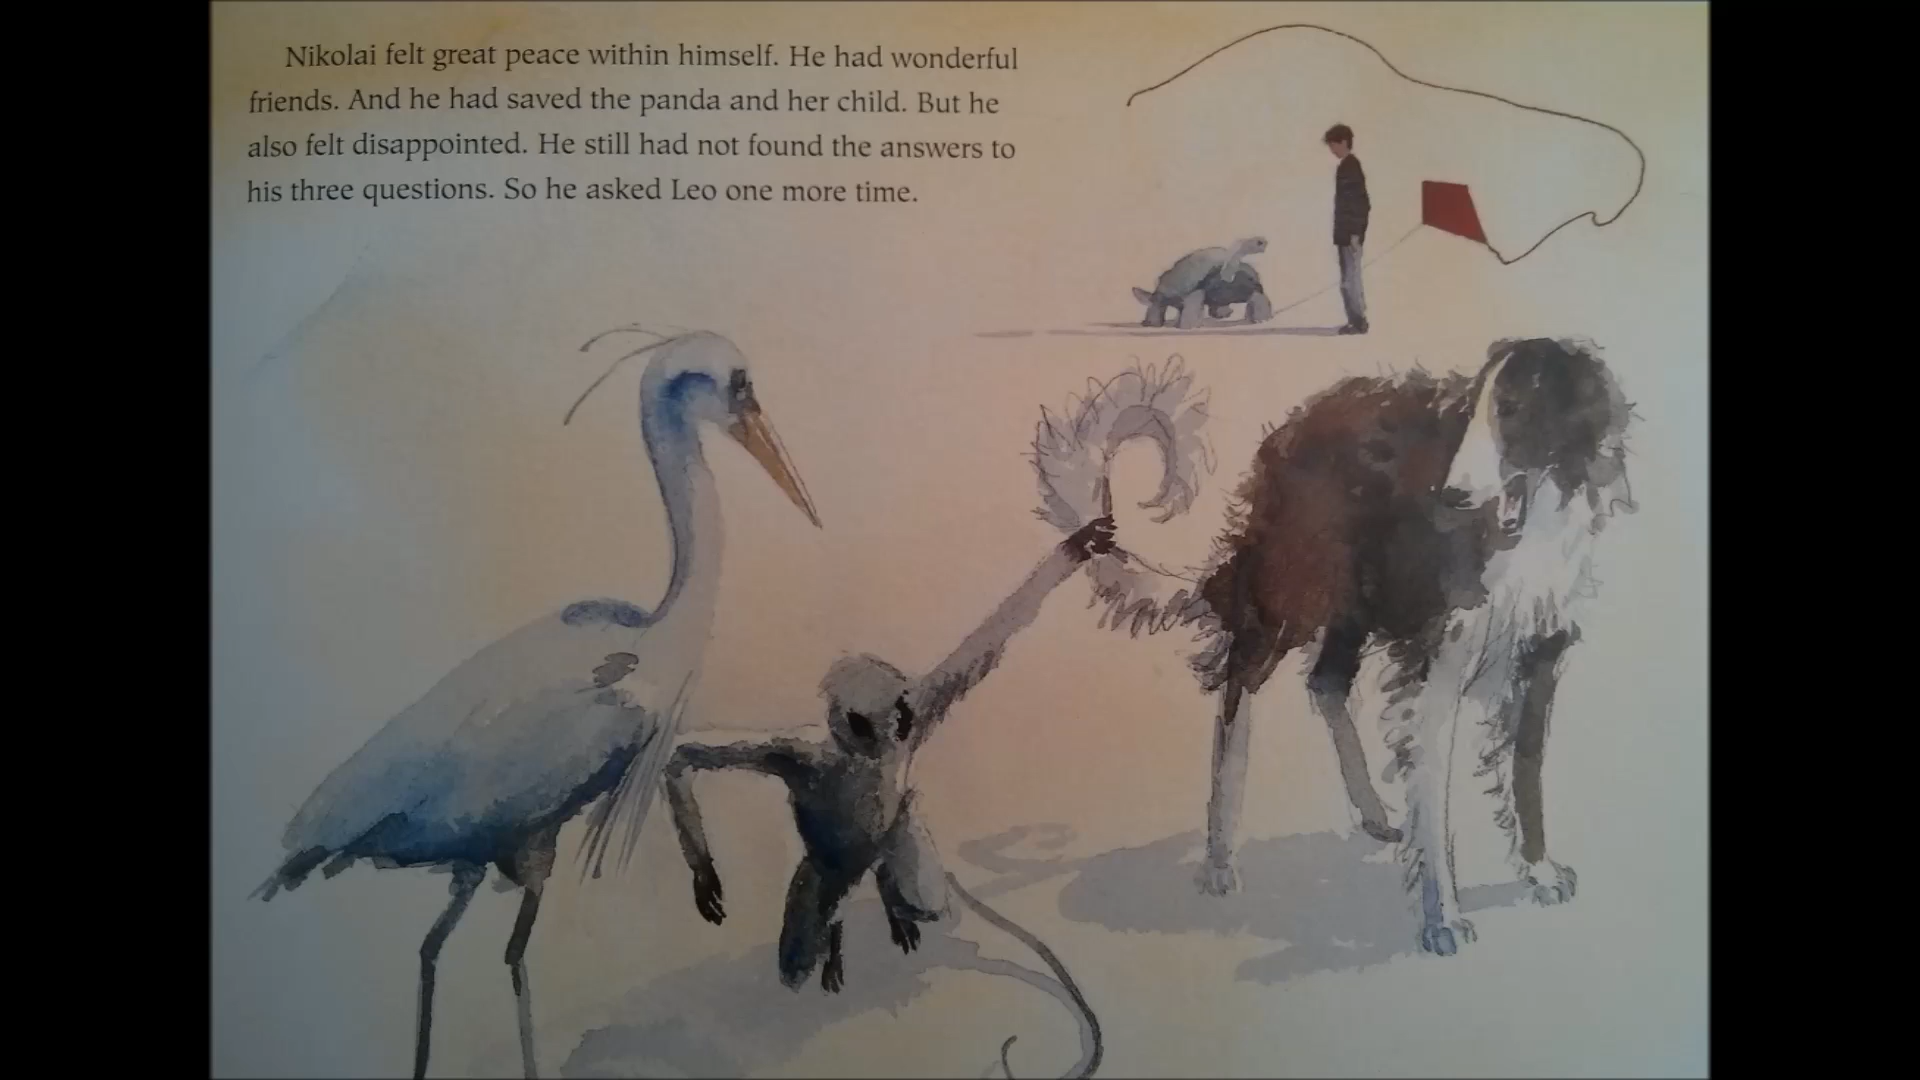 Nikolai felt great peace within himself. He had wonderful
friends. And he had saved the panda and her child. But he
also felt disappointed. He still had not found the answers to
his three questions. So he asked Leo one more time.